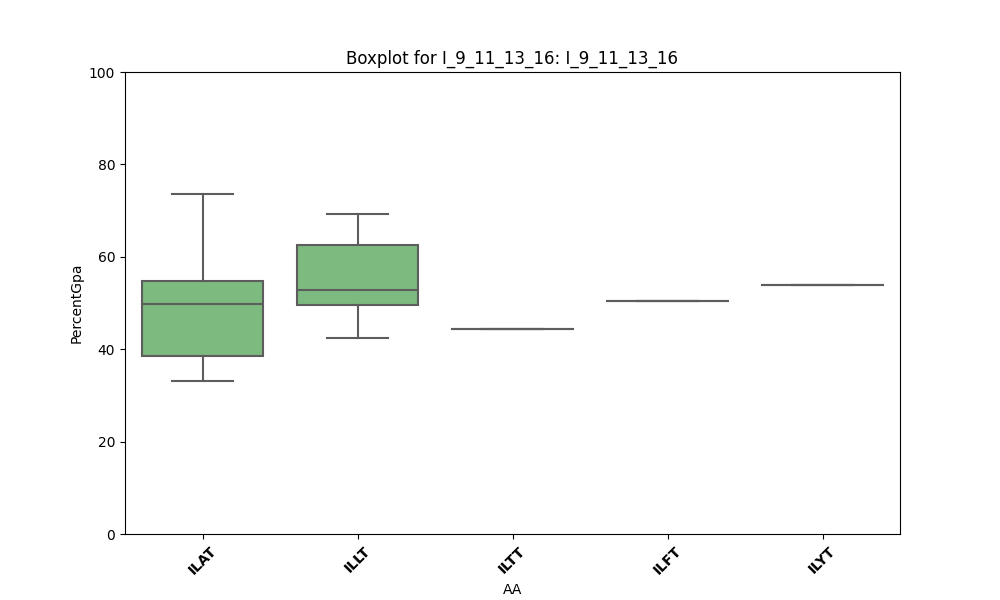 Boxplot for I_9_11_13_16: I_9_11_13_16
100
80
60
40
20
0
PercentGpa
ILAT
ILLT
ILTT
ILFT
ILYT
AA